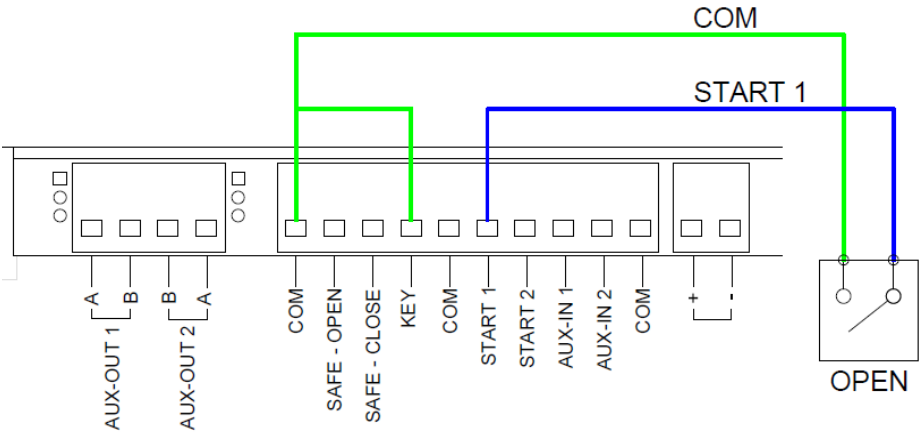 COM
START 1
A
B
B
A
AUX-OUT 1
AUX-OUT 2
COM
SAFE - OPEN
SAFE - CLOSE
KEY
COM
START 1
START 2
AUX-IN 1
AUX-IN 2
COM
+
-
OPEN